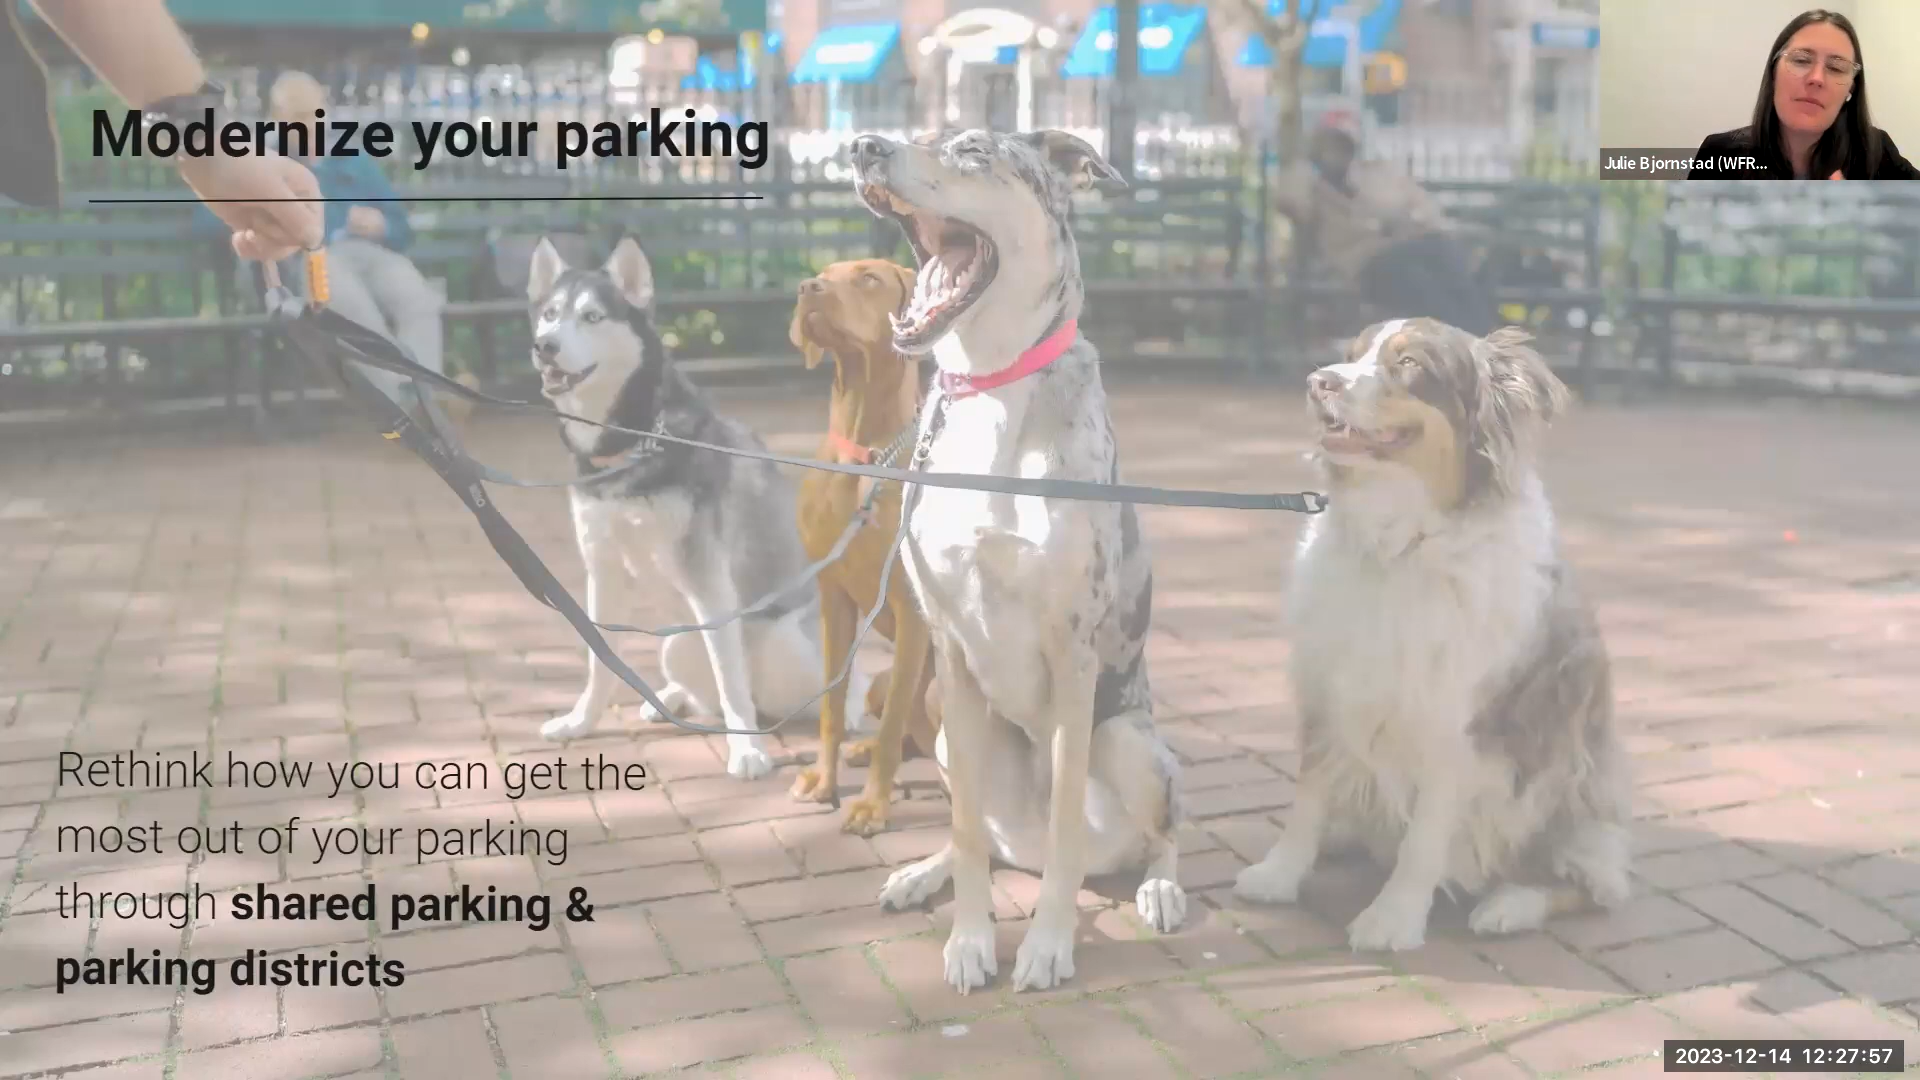 Modernize your parking
Julie Bjornstad (WFR...
Rethink how you can get the
most out of your parking
through shared parking &
parking districts
2023-12-14 12:27:57